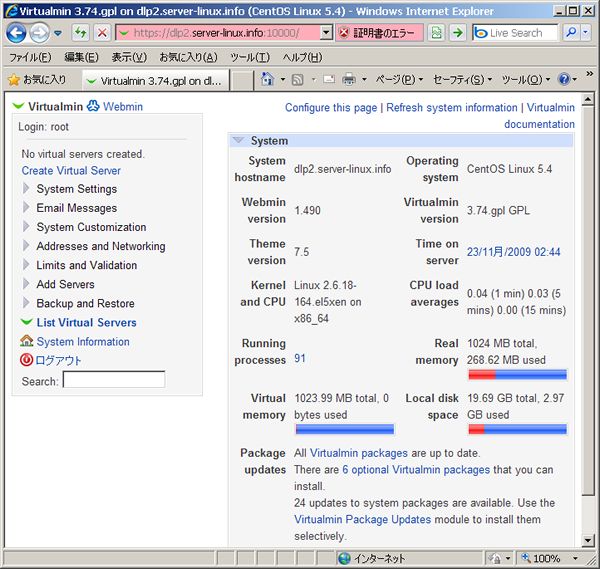 Virtualmin 3.74.gpl on dlp2.server-linux.info (CentOS Linux 5.4) - Windows Internet Explorer
https://dlp2.server-linux.info:10000/
証明書のエラー
Live Search
ファイル(F) 編集(E) 表示(V) お気に入り(A) ツール(T) ヘルプ(H)
お気に入り
Virtualmin 3.74.gpl on dl...
ページ(P) セーフティ(S) ツール(O)
Virtualmin Webmin
Login: root
No virtual servers created.
Create Virtual Server
System Settings
Email Messages
System Customization
Addresses and Networking
Limits and Validation
Add Servers
Backup and Restore
List Virtual Servers
System Information
ログアウト
Search:
Configure this page | Refresh system information | Virtualmin
documentation
System
System hostname dlp2.server-linux.info Operating system CentOS Linux 5.4
Webmin version 1.490 Virtualmin version 3.74.gpl GPL
Theme version 7.5 Time on server 23/11月/2009 02:44
Kernel and CPU Linux 2.6.18-164.el5xen on x86_64 CPU load averages 0.04 (1 min) 0.03 (5 mins) 0.00 (15 mins)
Running processes 91 Real memory 1024 MB total, 268.62 MB used
Virtual memory 1023.99 MB total, 0 bytes used Local disk space 19.69 GB total, 2.97 GB used
Package updates All Virtualmin packages are up to date.
There are 6 optional Virtualmin packages that you can
install.
24 updates to system packages are available. Use the
Virtualmin Package Updates module to install them
selectively.
インターネット
100%